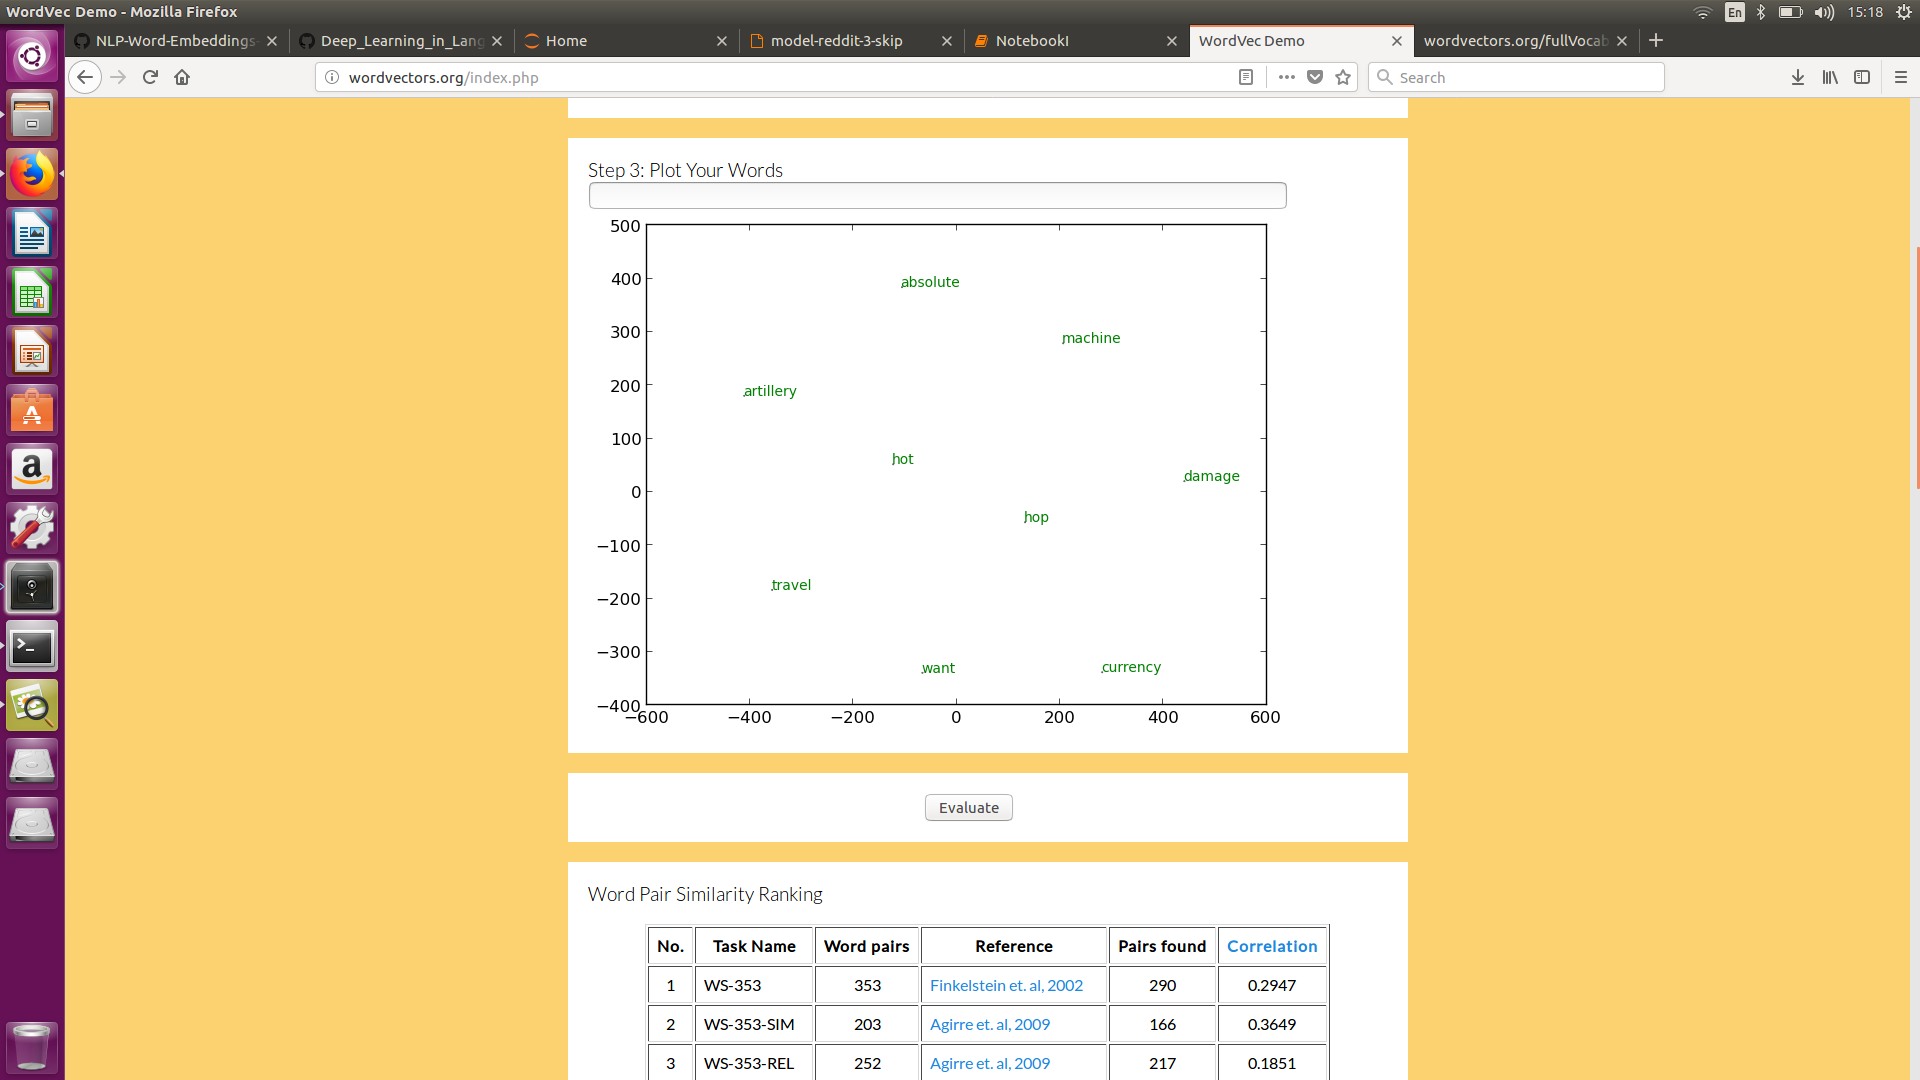 WordVec Demo - Mozilla Firefox
En
15:18
NLP-Word-Embeddings-
Deep_Learning_in_Lang
Home
model-reddit-3-skip
Notebook!
WordVec Demo
wordvectors.org/fullVocab
wordvectors.org/index.php
Search
Step 3: Plot Your Words
500
400
300
200
100
0
−100
−200
−300
−400
absolute
machine
artillery
hot
damage
hop
travel
want
currency
−600 −400 −200 0 200 400 600
Evaluate
Word Pair Similarity Ranking
No. Task Name Word pairs Reference Pairs found Correlation
1 WS-353 353 Finkelstein et. al, 2002 290 0.2947
2 WS-353-SIM 203 Agirre et. al, 2009 166 0.3649
3 WS-353-REL 252 Agirre et. al, 2009 217 0.1851